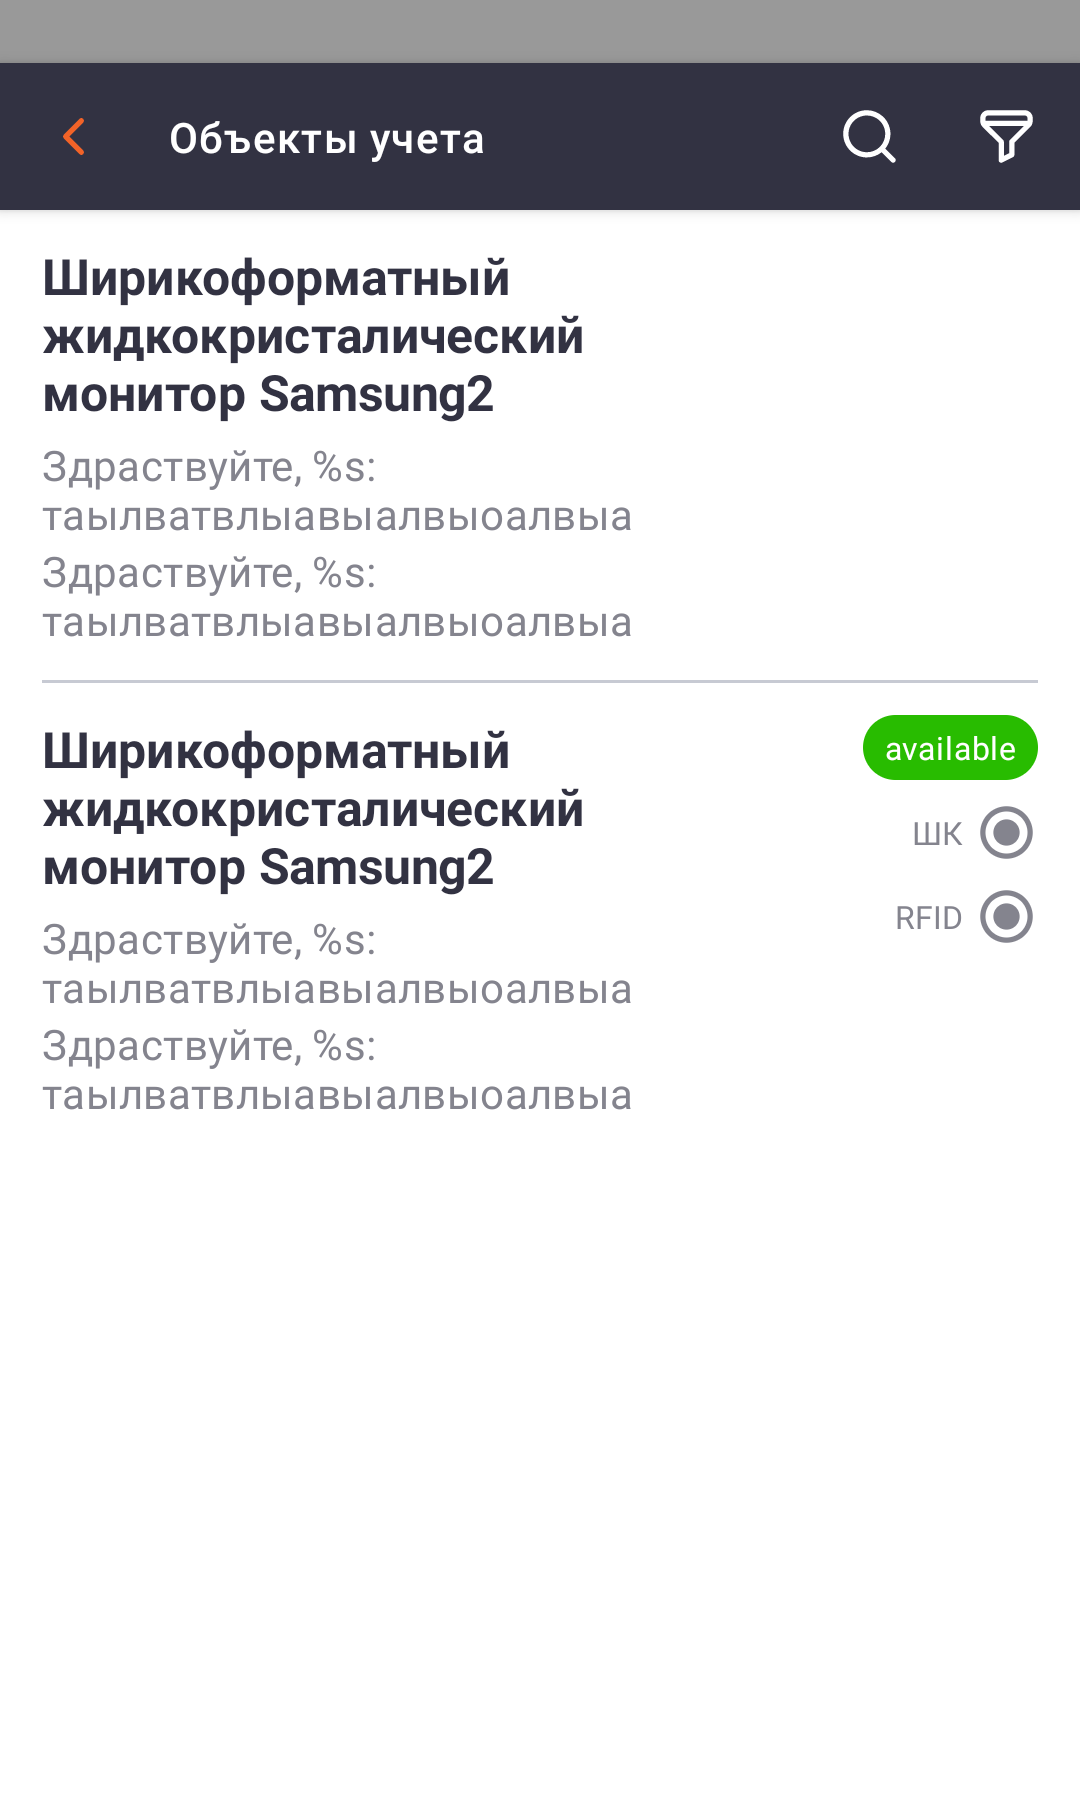 Объекты учета
Ширикоформатный
жидкокристалический
монитор Samsung2
Здраствуйте, %s:
таылватвлыавыалвыоалвыа
Здраствуйте, %s:
таылватвлыавыалвыоалвыа
Ширикоформатный
жидкокристалический
монитор Samsung2
available
ШК
RFID
Здраствуйте, %s:
таылватвлыавыалвыоалвыа
Здраствуйте, %s:
таылватвлыавыалвыоалвыа